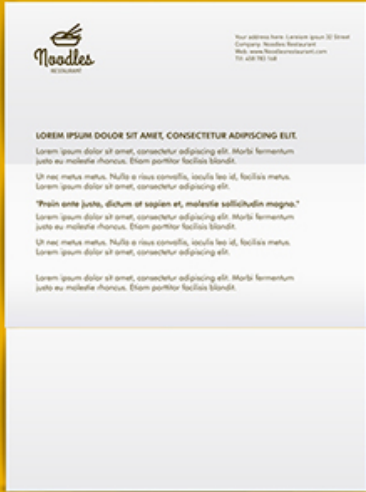 Noodles
RESTAURANT
Your address here: Loresm ipsun 32 Street
Company: Noodles Restaurant
Web: www.Noodlesrestaurant.com
Tlf: 458 782 168
LOREM IPSUM DOLOR SIT AMET, CONSECTETUR ADIPISCING ELIT.
Lorem ipsum dolor sit amet, consectetur adipiscing elit. Morbi fermentum
justo eu molestie rhoncus. Etiam porttitor facilisis blandit.
Ut nec metus metus. Nulla a risus convallis, iaculis leo id, facilisis metus.
Lorem ipsum dolor sit amet, consectetur adipiscing elit.
"Proin ante justo, dictum at sapien et, molestie sollicitudin magna."
Lorem ipsum dolor sit amet, consectetur adipiscing elit. Morbi fermentum
justo eu molestie rhoncus. Etiam porttitor facilisis blandit.
Ut nec metus metus. Nulla a risus convallis, iaculis leo id, facilisis metus.
Lorem ipsum dolor sit amet, consectetur adipiscing elit.
Lorem ipsum dolor sit amet, consectetur adipiscing elit. Morbi fermentum
justo eu molestie rhoncus. Etiam porttitor facilisis blandit.